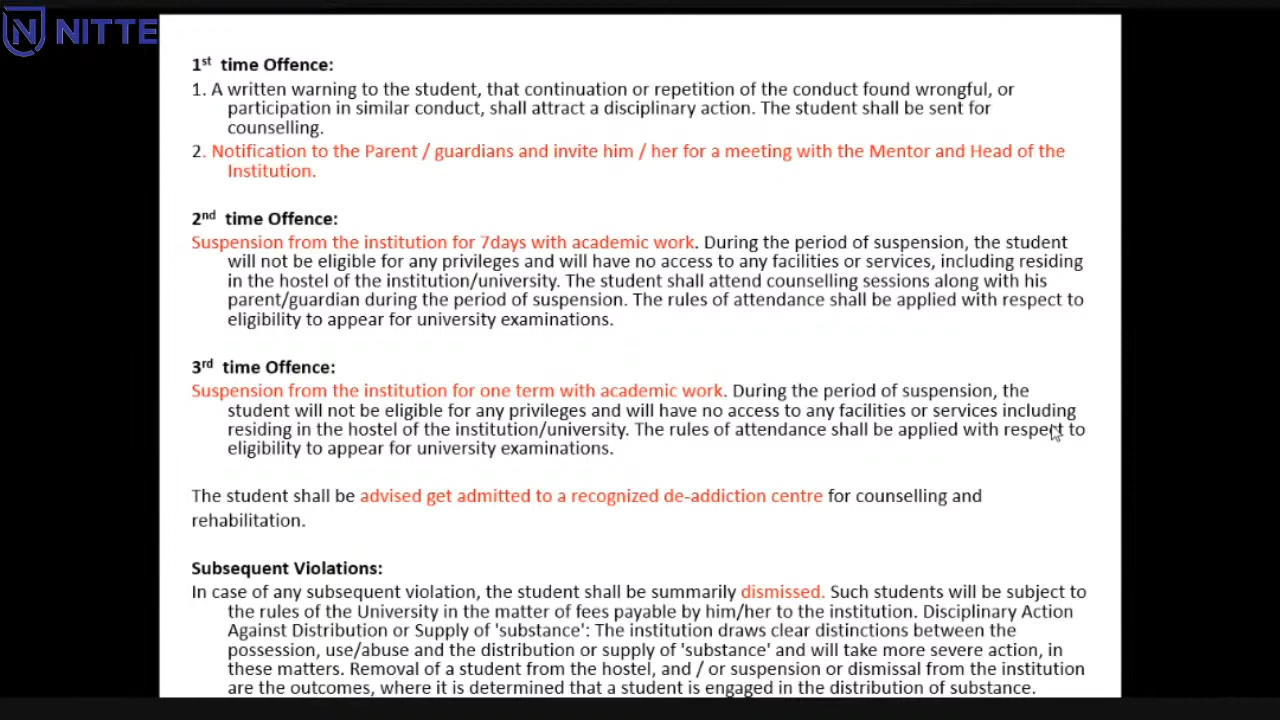 NITTE
1st time Offence:
1. A written warning to the student, that continuation or repetition of the conduct found wrongful, or
participation in similar conduct, shall attract a disciplinary action. The student shall be sent for
counselling.
2. Notification to the Parent / guardians and invite him / her for a meeting with the Mentor and Head of the
Institution.
2nd time Offence:
Suspension from the institution for 7days with academic work. During the period of suspension, the student
will not be eligible for any privileges and will have no access to any facilities or services, including residing
in the hostel of the institution/university. The student shall attend counselling sessions along with his
parent/guardian during the period of suspension. The rules of attendance shall be applied with respect to
eligibility to appear for university examinations.
3rd time Offence:
Suspension from the institution for one term with academic work. During the period of suspension, the
student will not be eligible for any privileges and will have no access to any facilities or services including
residing in the hostel of the institution/university. The rules of attendance shall be applied with respect to
eligibility to appear for university examinations.
The student shall be advised get admitted to a recognized de-addiction centre for counselling and
rehabilitation.
Subsequent Violations:
In case of any subsequent violation, the student shall be summarily dismissed. Such students will be subject to
the rules of the University in the matter of fees payable by him/her to the institution. Disciplinary Action
Against Distribution or Supply of 'substance': The institution draws clear distinctions between the
possession, use/abuse and the distribution or supply of 'substance' and will take more severe action, in
these matters. Removal of a student from the hostel, and / or suspension or dismissal from the institution
are the outcomes, where it is determined that a student is engaged in the distribution of substance.